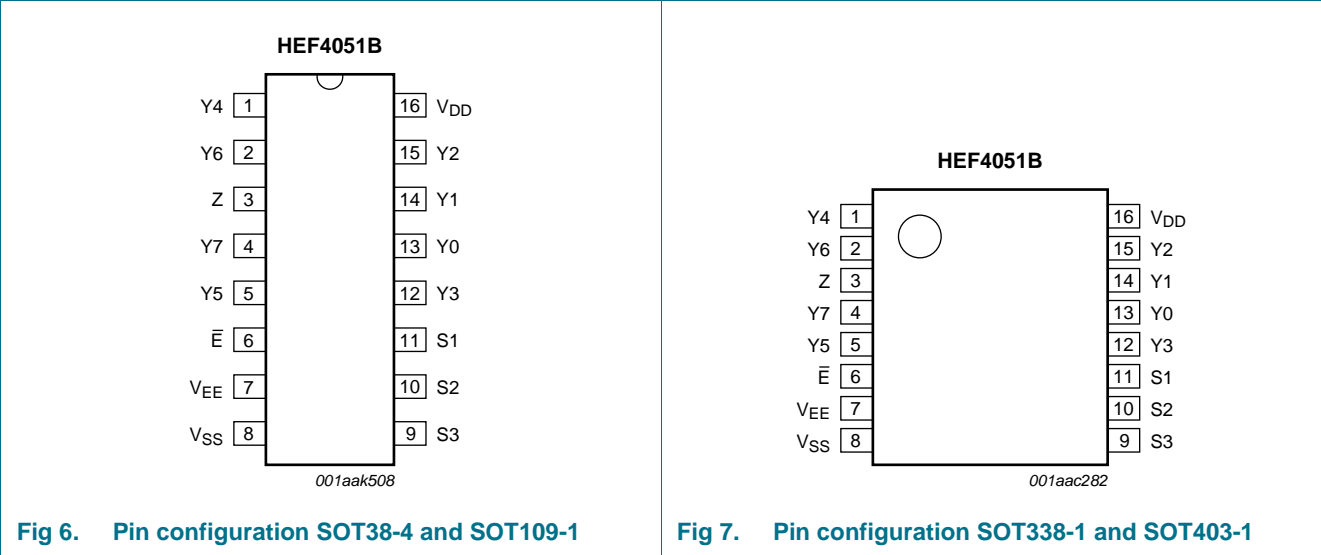 HEF4051B
Y4 1 16 VDD
Y6 2 15 Y2
Z 3 14 Y1
Y7 4 13 Y0
Y5 5 12 Y3
E̅ 6 11 S1
VEE 7 10 S2
VSS 8 9 S3
001aak508
Fig 6. Pin configuration SOT38-4 and SOT109-1
HEF4051B
Y4 1 16 VDD
Y6 2 15 Y2
Z 3 14 Y1
Y7 4 13 Y0
Y5 5 12 Y3
E̅ 6 11 S1
VEE 7 10 S2
VSS 8 9 S3
001aac282
Fig 7. Pin configuration SOT338-1 and SOT403-1